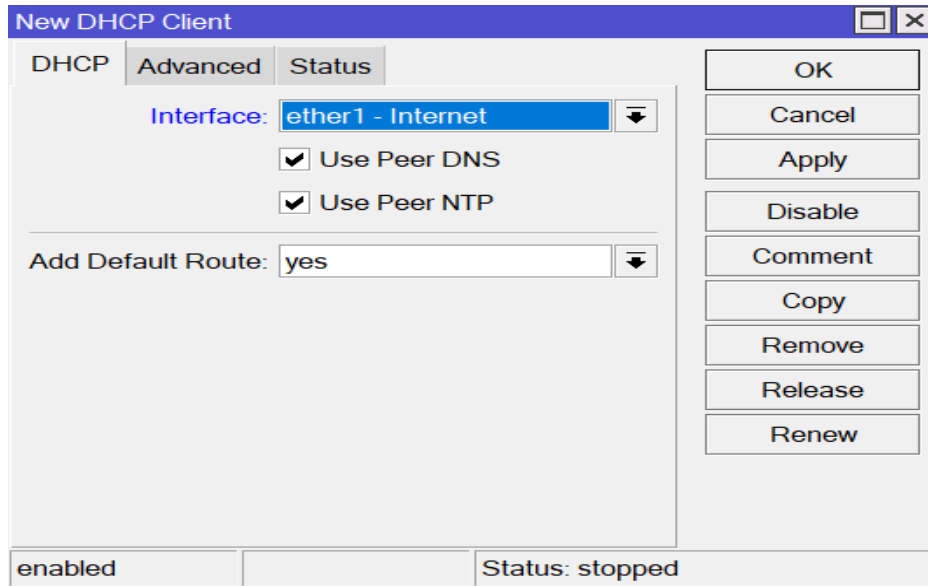 New DHCP Client
DHCP Advanced Status
Interface: ether1 - Internet
Use Peer DNS
Use Peer NTP
Add Default Route: yes
OK
Cancel
Apply
Disable
Comment
Copy
Remove
Release
Renew
enabled Status: stopped